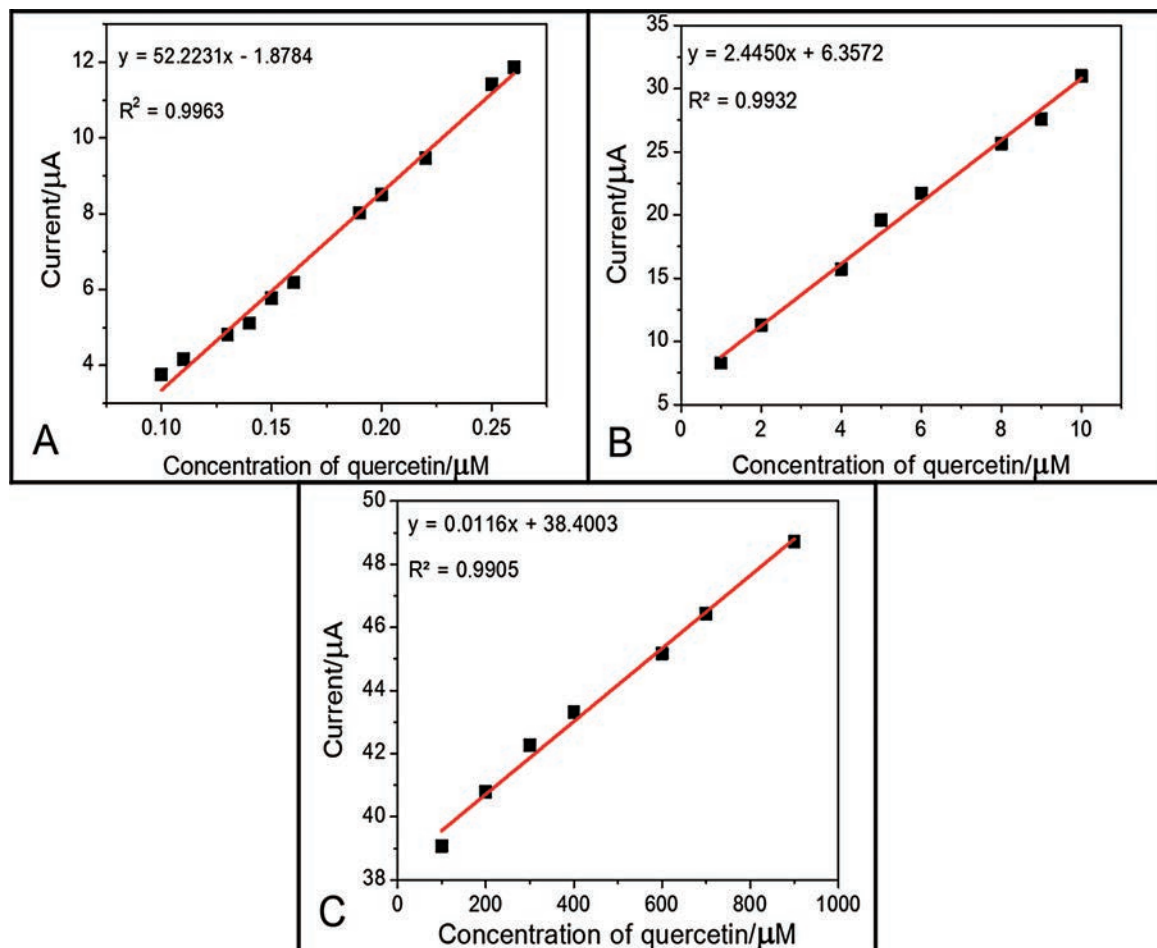 y = 52.2231x - 1.8784
R² = 0.9963
12
10
8
6
4
Current/μA
0.10 0.15 0.20 0.25
Concentration of quercetin/μM
A
y = 2.4450x + 6.3572
R² = 0.9932
35
30
25
20
15
10
5
Current/μA
0 2 4 6 8 10
Concentration of quercetin/μM
B
y = 0.0116x + 38.4003
R² = 0.9905
50
48
46
44
42
40
38
Current/μA
0 200 400 600 800 1000
Concentration of quercetin/μM
C